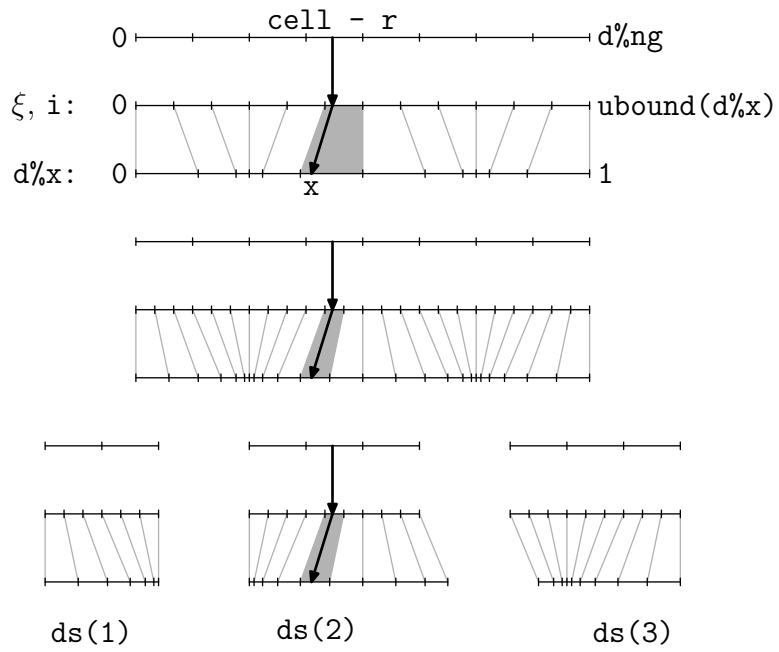 cell - r
0 d%ng
ξ, i: 0 ubound(d%x)
d%x: 0 1
x
ds(1) ds(2) ds(3)